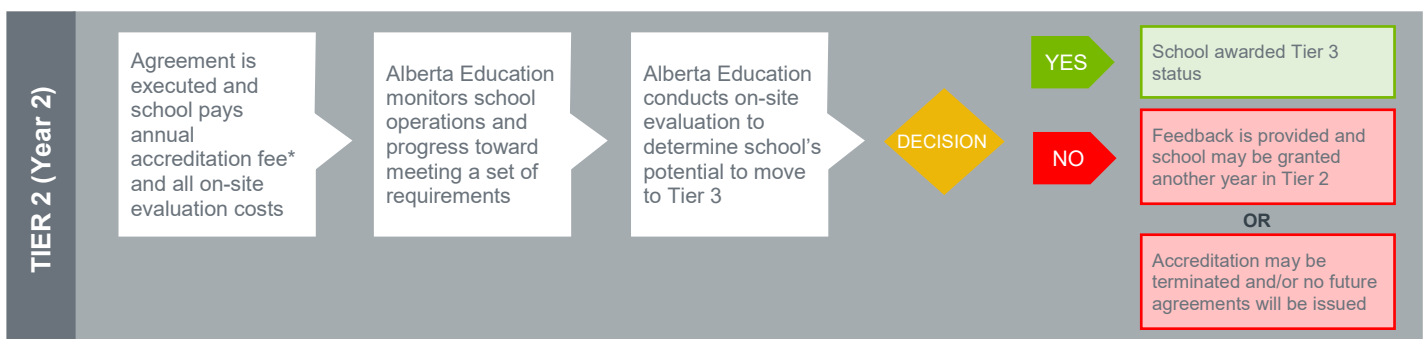 TIER 2 (Year 2)
Agreement is
executed and
school pays
annual
accreditation fee*
and all on-site
evaluation costs
Alberta Education
monitors school
operations and
progress toward
meeting a set of
requirements
Alberta Education
conducts on-site
evaluation to
determine school’s
potential to move
to Tier 3
DECISION
YES
School awarded Tier 3
status
NO
Feedback is provided and
school may be granted
another year in Tier 2
OR
Accreditation may be
terminated and/or no future
agreements will be issued